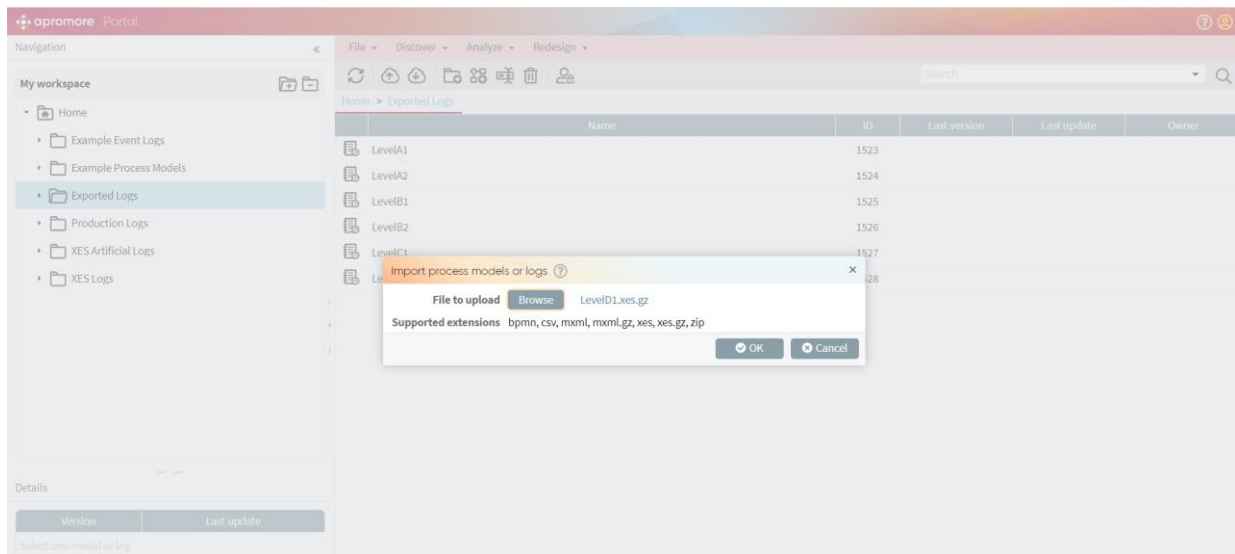 apromore Portal
Navigation
File Discover Analyze Redesign
My workspace
Search
Home > Exported Logs
Name ID Last version Last update Owner
Home
Example Event Logs
Example Process Models
Exported Logs
Production Logs
XES Artificial Logs
XES Logs
LevelA1 1523
LevelA2 1524
LevelB1 1525
LevelB2 1526
LevelC1 1527
Le 28
Import process models or logs ?
File to upload Browse LevelD1.xes.gz
Supported extensions bpmn, csv, mxml, mxml.gz, xes, xes.gz, zip
OK Cancel
Details
Version Last update
Select one model or log